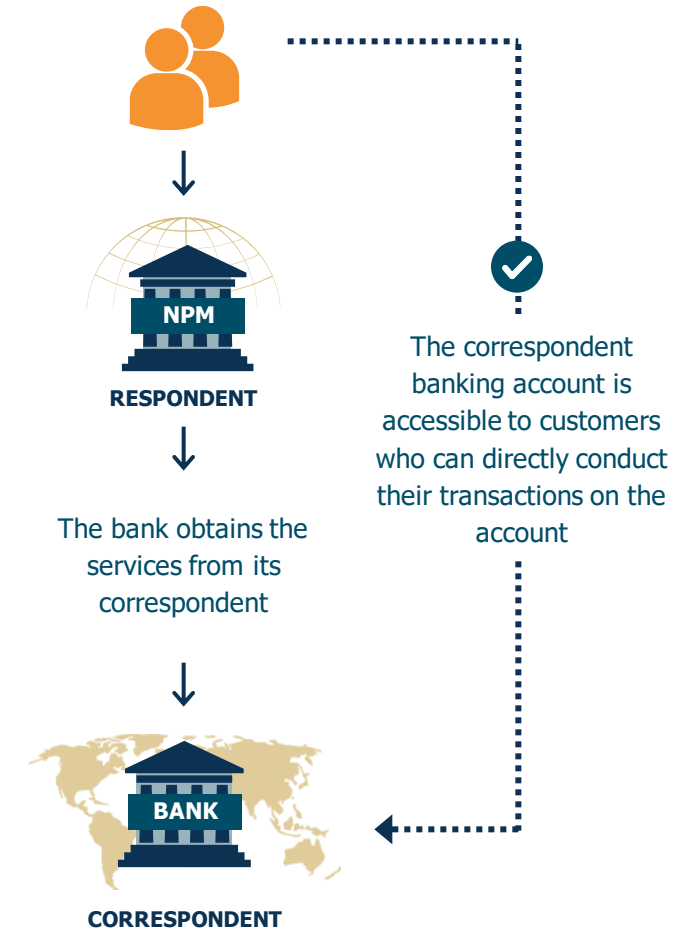 NPM
RESPONDENT
The bank obtains the
services from its
correspondent
BANK
CORRESPONDENT
The correspondent
banking account is
accessible to customers
who can directly conduct
their transactions on the
account